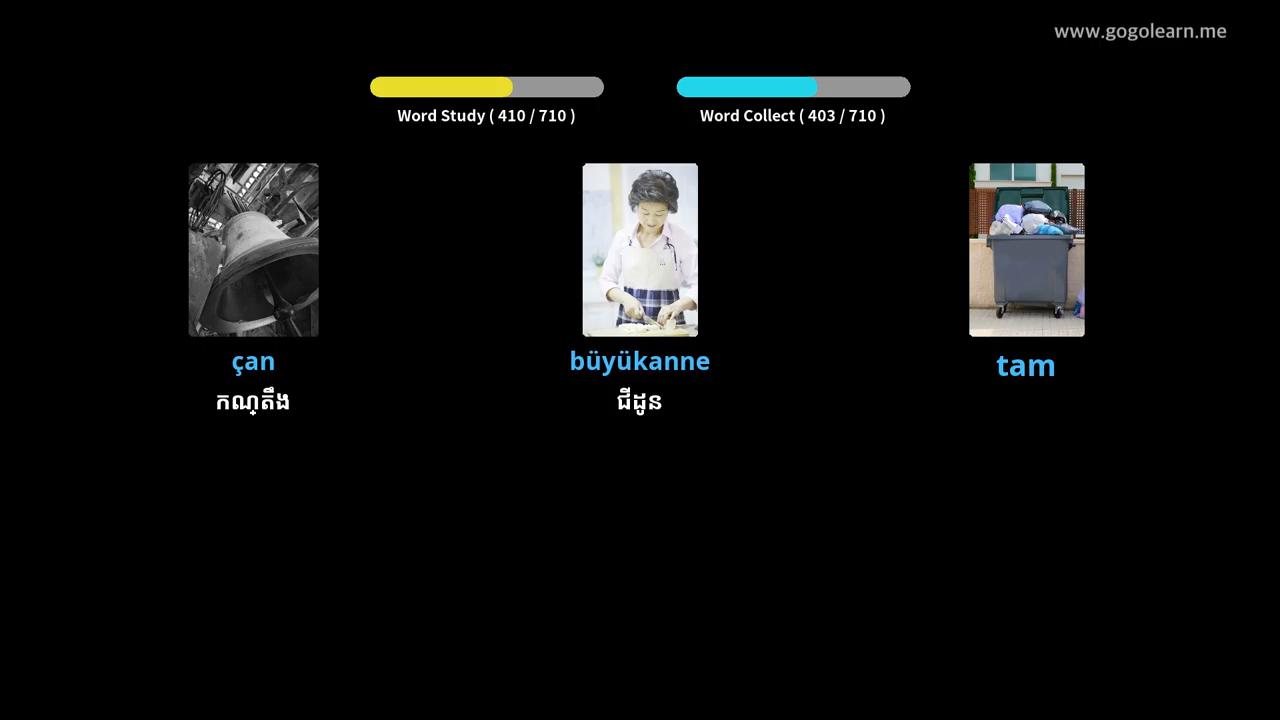 www.gogolearn.me
Word Study ( 410 / 710 )
Word Collect ( 403 / 710 )
çan
büyükanne
tam
កណ្តឹង
ជីដូន